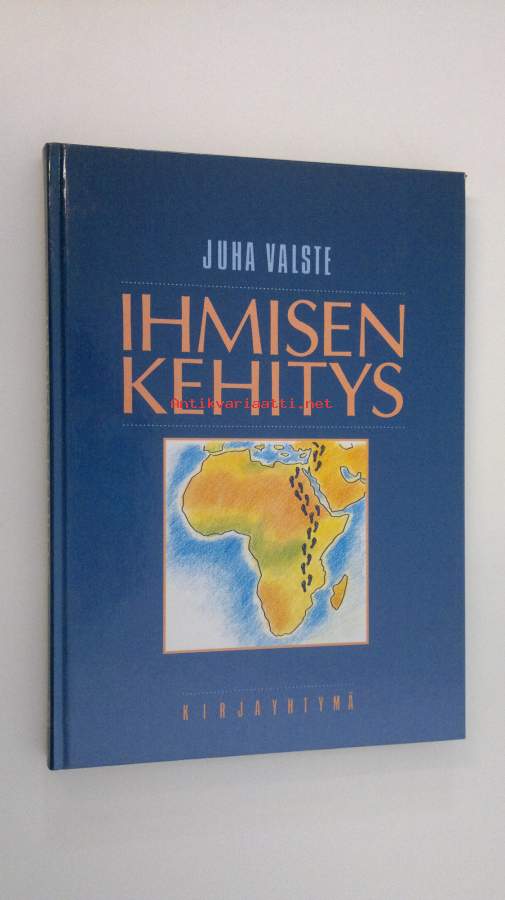 JUHA VALSTE
IHMISEN
KEHITYS
Antikvariaatti.net
KIRJAYHTYMÄ